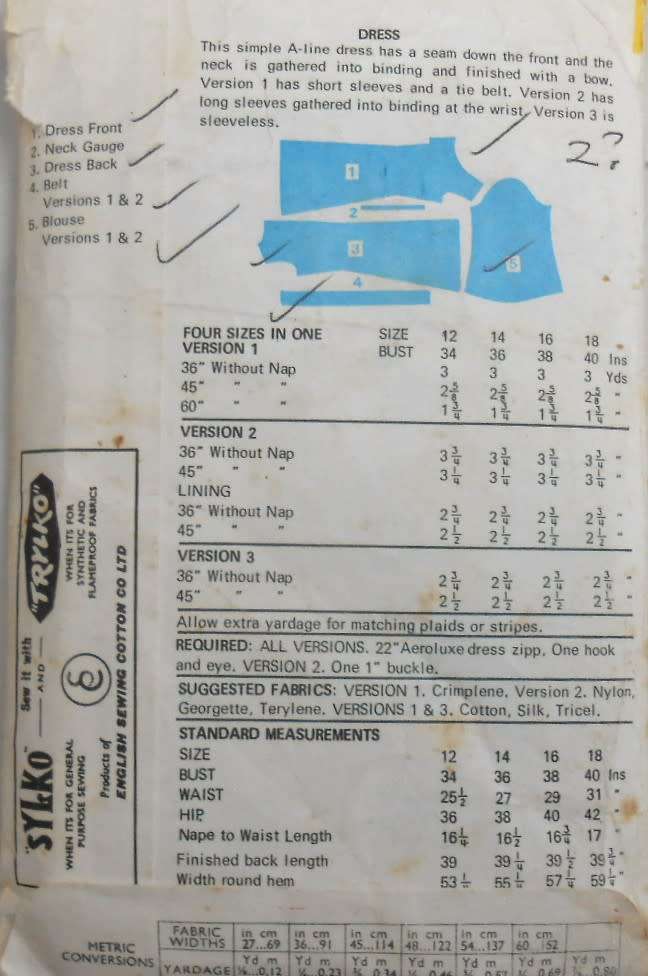 DRESS
This simple A-line dress has a seam down the front and the
neck is gathered into binding and finished with a bow.
Version 1 has short sleeves and a tie belt. Version 2 has
long sleeves gathered into binding at the wrist. Version 3 is
sleeveless.
1. Dress Front
2. Neck Gauge
3. Dress Back
4. Belt
Versions 1 & 2
5. Blouse
Versions 1 & 2
2?
1
2
3
4
5
FOUR SIZES IN ONE SIZE 12 14 16 18
VERSION 1 BUST 34 36 38 40 Ins
36" Without Nap 3 3 3 3 Yds
45" " " 2⅝ 2⅝ 2⅝ 2⅝ "
60" " " 1¾ 1¾ 1¾ 1¾ "
VERSION 2
36" Without Nap 3¾ 3¾ 3¾ 3¾ "
45" " " 3¼ 3¼ 3¼ 3¼ "
LINING
36" Without Nap 2¾ 2¾ 2¾ 2¾ "
45" " " 2½ 2½ 2½ 2½ "
VERSION 3
36" Without Nap 2¾ 2¾ 2¾ 2¾ "
45" " " 2½ 2½ 2½ 2½ "
Allow extra yardage for matching plaids or stripes.
REQUIRED: ALL VERSIONS. 22" Aeroluxe dress zipp. One hook
and eye. VERSION 2. One 1" buckle.
SUGGESTED FABRICS: VERSION 1. Crimplene. Version 2. Nylon,
Georgette, Terylene. VERSIONS 1 & 3. Cotton, Silk, Tricel.
STANDARD MEASUREMENTS
SIZE 12 14 16 18
BUST 34 36 38 40 Ins
WAIST 25½ 27 29 31 "
HIP 36 38 40 42 "
Nape to Waist Length 16¼ 16½ 16¾ 17 "
Finished back length 39 39¼ 39½ 39¾ "
Width round hem 53¼ 55¼ 57¼ 59¼ "
Sew it with
"SYLKO" AND "TRYLKO"
WHEN ITS FOR GENERAL
PURPOSE SEWING
WHEN ITS FOR
SYNTHETIC AND
FLAMEPROOF FABRICS
Products of
ENGLISH SEWING COTTON CO LTD
METRIC
CONVERSIONS
FABRIC WIDTHS in cm in cm in cm in cm in cm in cm
27...69 36...91 45...114 48...122 54...137 60 152
YARDAGE Yd m Yd m Yd m Yd m Yd m Yd m Yd m